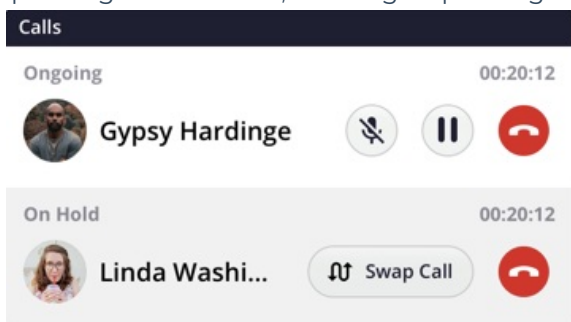 Calls
Ongoing 00:20:12
Gypsy Hardinge
On Hold 00:20:12
Linda Washi...
Swap Call